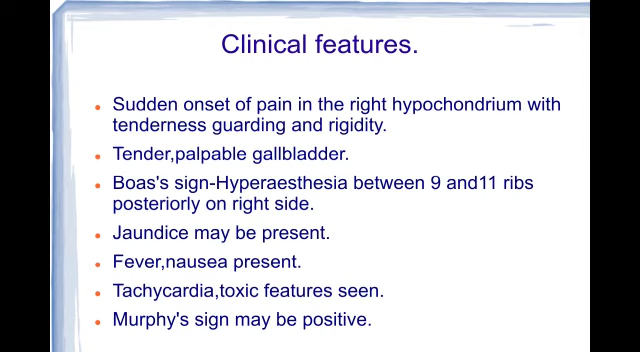 Clinical features.
Sudden onset of pain in the right hypochondrium with
tenderness guarding and rigidity.
Tender,palpable gallbladder.
Boas's sign-Hyperaesthesia between 9 and11 ribs
posteriorly on right side.
Jaundice may be present.
Fever,nausea present.
Tachycardia,toxic features seen.
Murphy's sign may be positive.